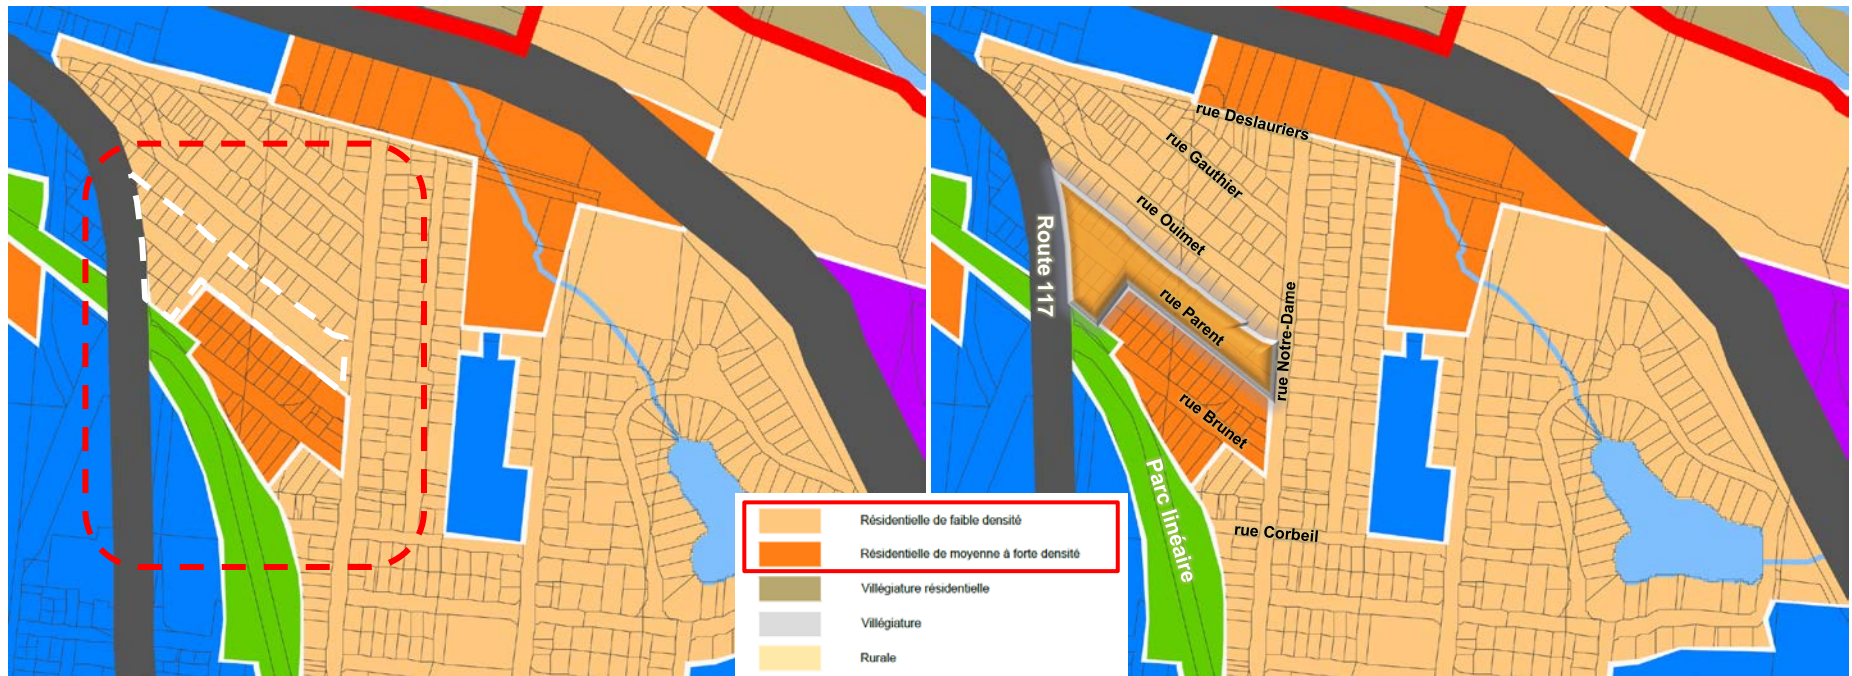 rue Deslauriers
rue Gauthier
rue Ouimet
Route 117
rue Parent
rue Notre-Dame
rue Brunet
Parc linéaire
rue Corbeil
Résidentielle de faible densité
Résidentielle de moyenne à forte densité
Villégiature résidentielle
Villégiature
Rurale